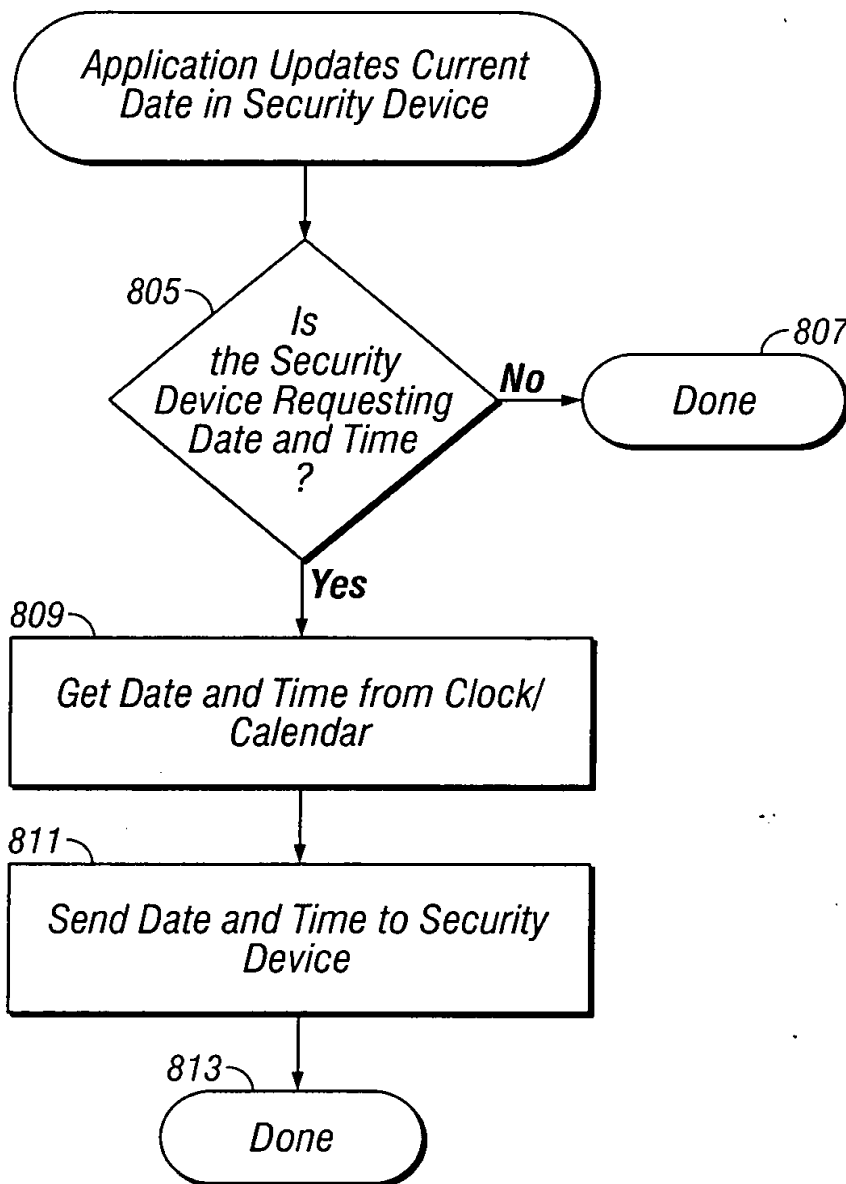 Application Updates Current
Date in Security Device
805
Is
the Security
Device Requesting
Date and Time
?
No
807
Done
Yes
809
Get Date and Time from Clock/
Calendar
811
Send Date and Time to Security
Device
813
Done